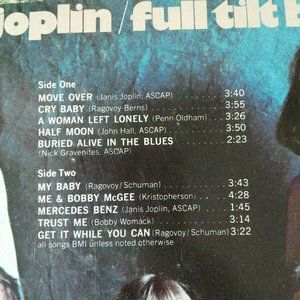 joplin/full tilt b
Side One
MOVE OVER (Janis Joplin, ASCAP) 3:40
CRY BABY (Ragovoy-Berns) 3:55
A WOMAN LEFT LONELY (Penn-Oldham) 3:26
HALF MOON (John Hall, ASCAP) 3:50
BURIED ALIVE IN THE BLUES 2:23
(Nick Gravenites, ASCAP)
Side Two
MY BABY (Ragovoy/Schuman) 3:43
ME & BOBBY McGEE (Kristopherson) 4:28
MERCEDES BENZ (Janis Joplin, ASCAP) 1:45
TRUST ME (Bobby Womack) 3:14
GET IT WHILE YOU CAN (Ragovoy/Schuman) 3:22
all songs BMI unless noted otherwise